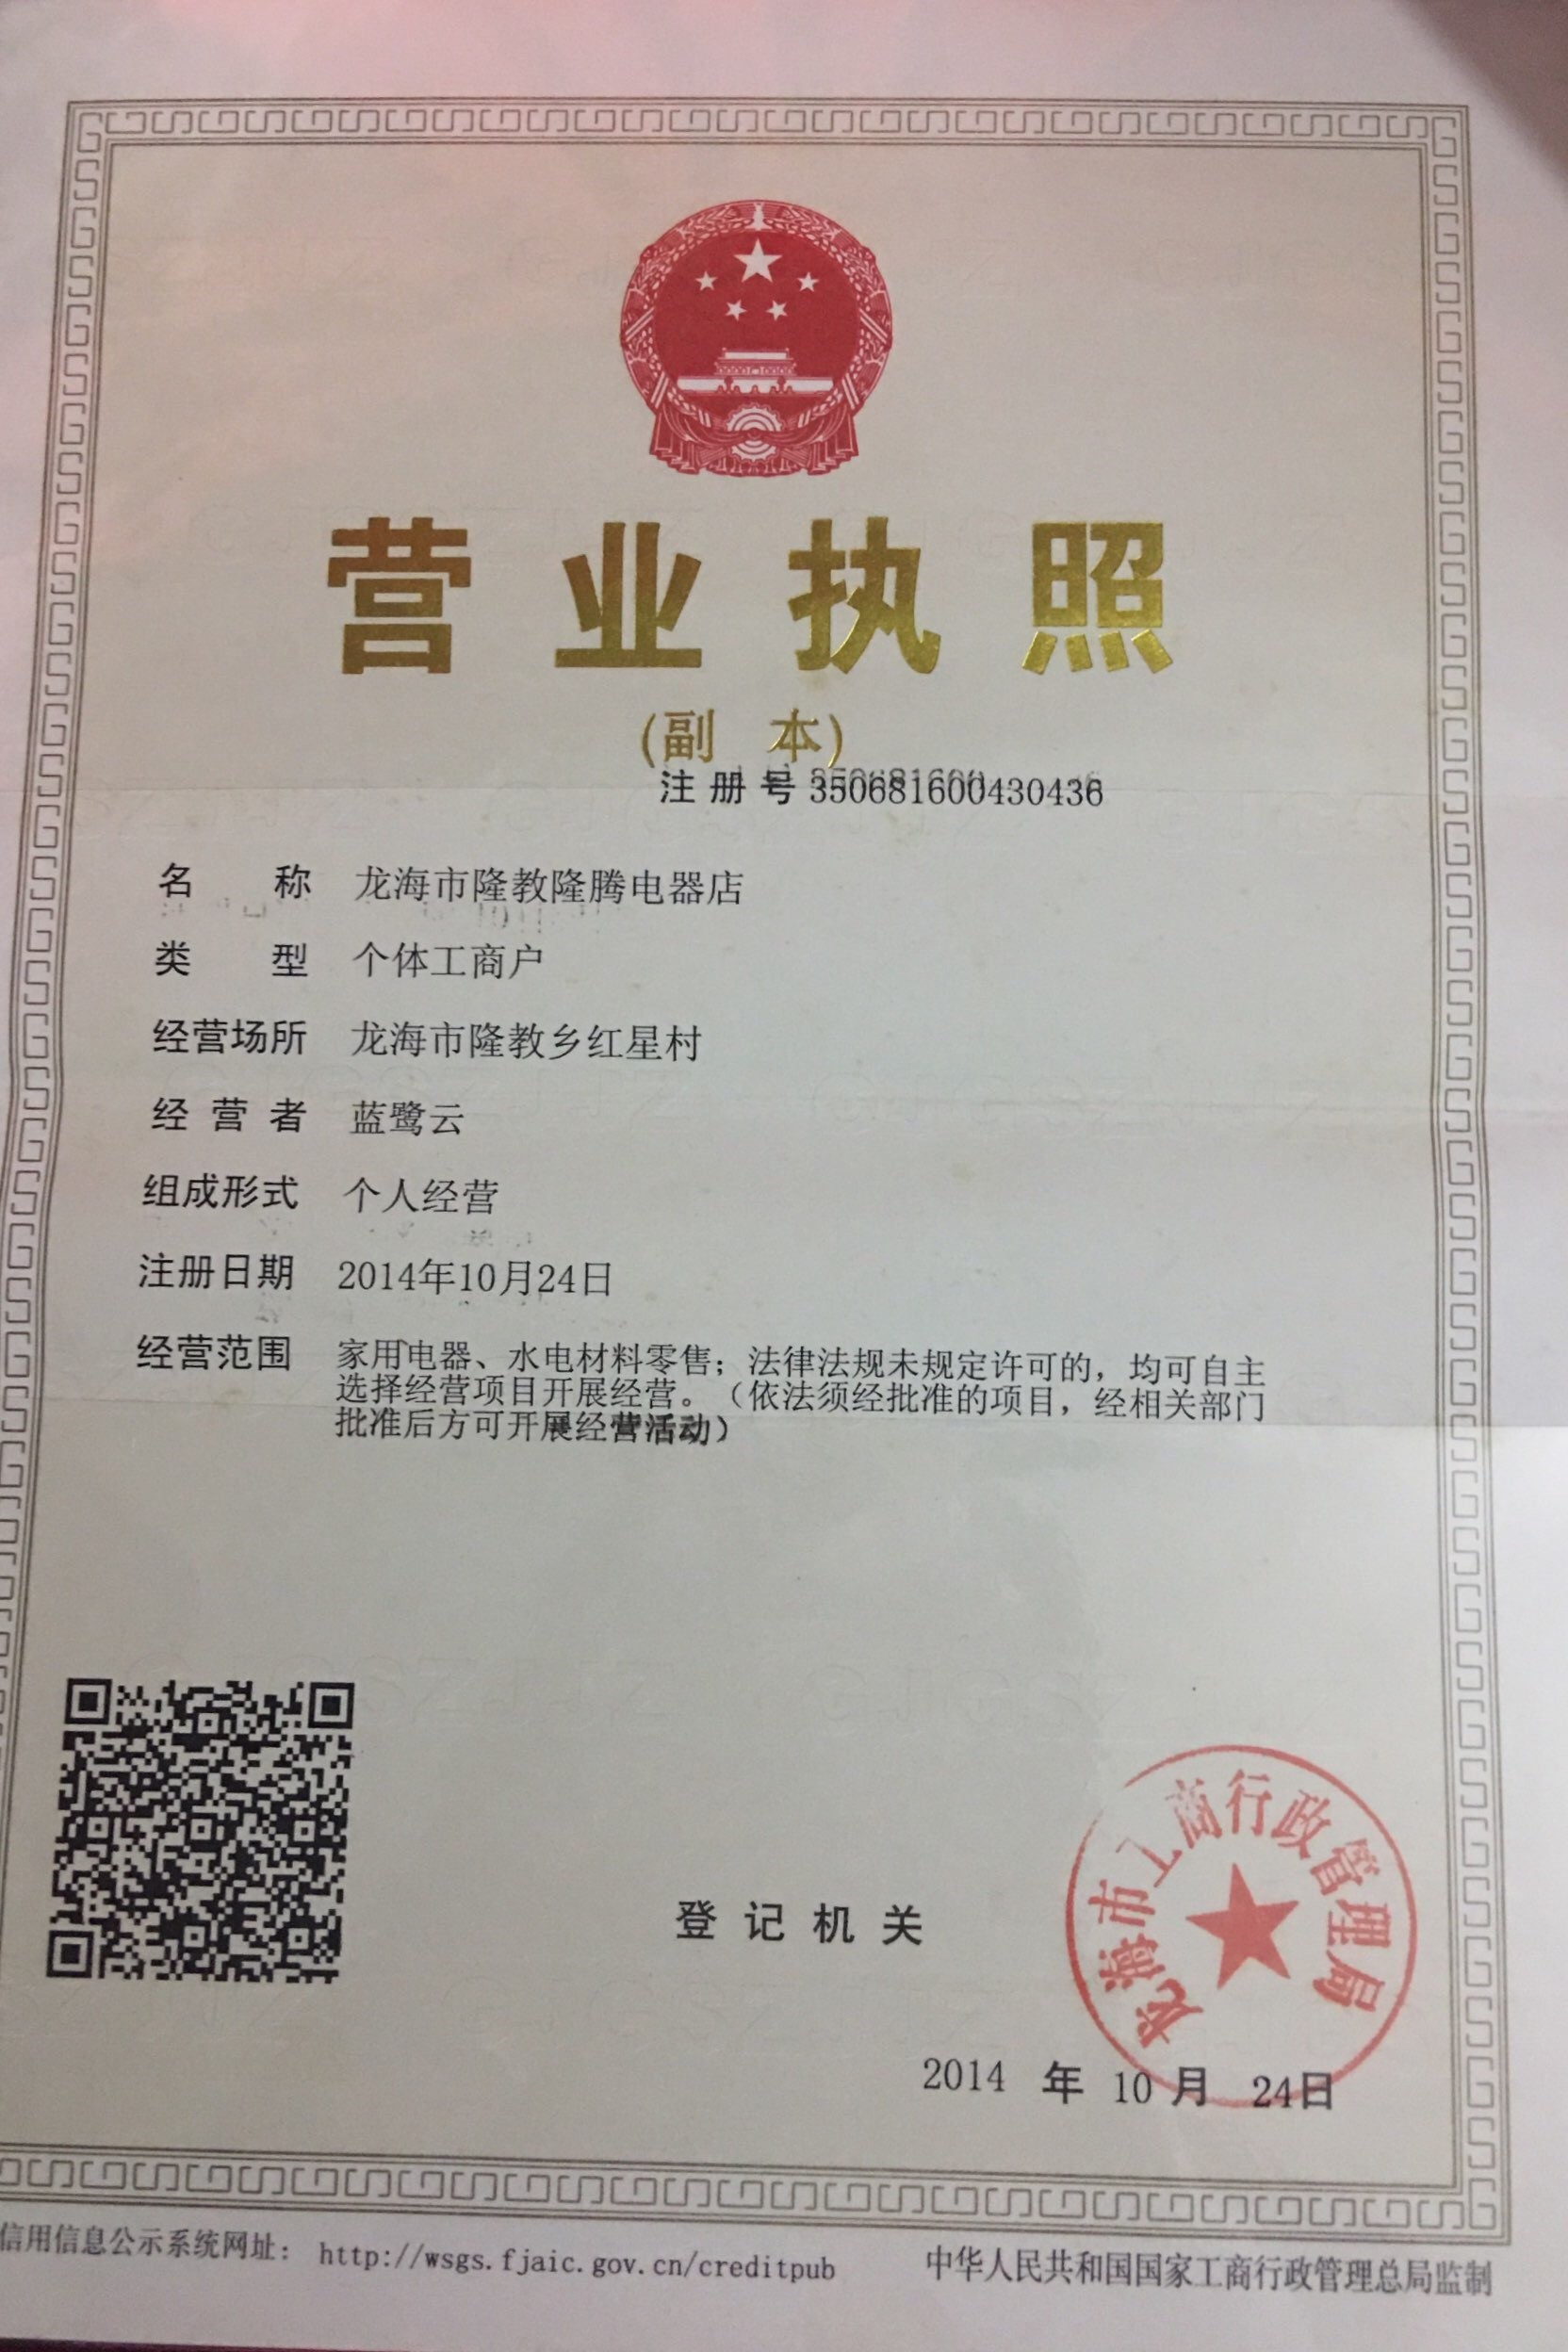 营业执照
(副 本)
注册号 350681600430436
名 称 龙海市隆教隆腾电器店
类 型 个体工商户
经营场所 龙海市隆教乡红星村
经营者 蓝鹭云
组成形式 个人经营
注册日期 2014年10月24日
经营范围 家用电器、水电材料零售；法律法规未规定许可的，均可自主
选择经营项目开展经营。（依法须经批准的项目，经相关部门
批准后方可开展经营活动）
龙海市工商行政管理局
登记机关
2014 年 10 月 24日
信用信息公示系统网址： http://wsgs.fjaic.gov.cn/creditpub
中华人民共和国国家工商行政管理总局监制